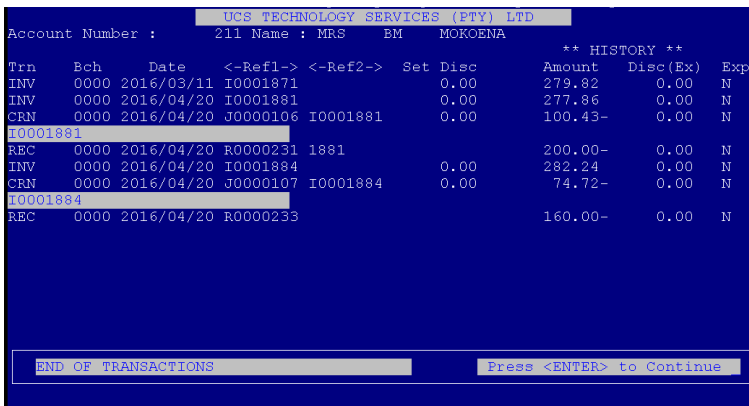 UCS TECHNOLOGY SERVICES (PTY) LTD
Account Number : 211 Name : MRS BM MOKOENA
** HISTORY **
Trn Bch Date <-Ref1-> <-Ref2-> Set Disc Amount Disc(Ex) Exp
INV 0000 2016/03/11 I0001871 0.00 279.82 0.00 N
INV 0000 2016/04/20 I0001881 0.00 277.86 0.00 N
CRN 0000 2016/04/20 J0000106 I0001881 0.00 100.43- 0.00 N
I0001881
REC 0000 2016/04/20 R0000231 1881 200.00- 0.00 N
INV 0000 2016/04/20 I0001884 0.00 282.24 0.00 N
CRN 0000 2016/04/20 J0000107 I0001884 0.00 74.72- 0.00 N
I0001884
REC 0000 2016/04/20 R0000233 160.00- 0.00 N
END OF TRANSACTIONS Press <ENTER> to Continue _